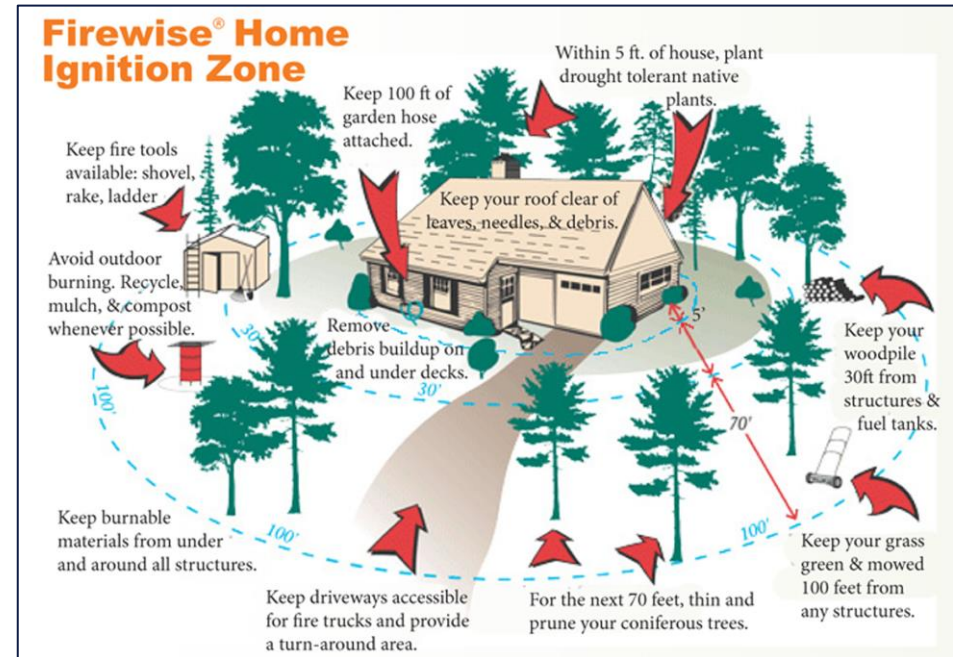 Firewise® Home
Ignition Zone
Within 5 ft. of house, plant
drought tolerant native
plants.
Keep 100 ft of
garden hose
attached.
Keep fire tools
available: shovel,
rake, ladder
Keep your roof clear of
leaves, needles, & debris.
Avoid outdoor
burning. Recycle,
mulch, & compost
whenever possible.
5'
30'
Remove
debris buildup on
and under decks.
30'
Keep your
woodpile
30ft from
structures &
fuel tanks.
100'
70'
Keep burnable
materials from under
and around all structures.
100'
100'
Keep your grass
green & mowed
100 feet from
any structures.
Keep driveways accessible
for fire trucks and provide
a turn-around area.
For the next 70 feet, thin and
prune your coniferous trees.